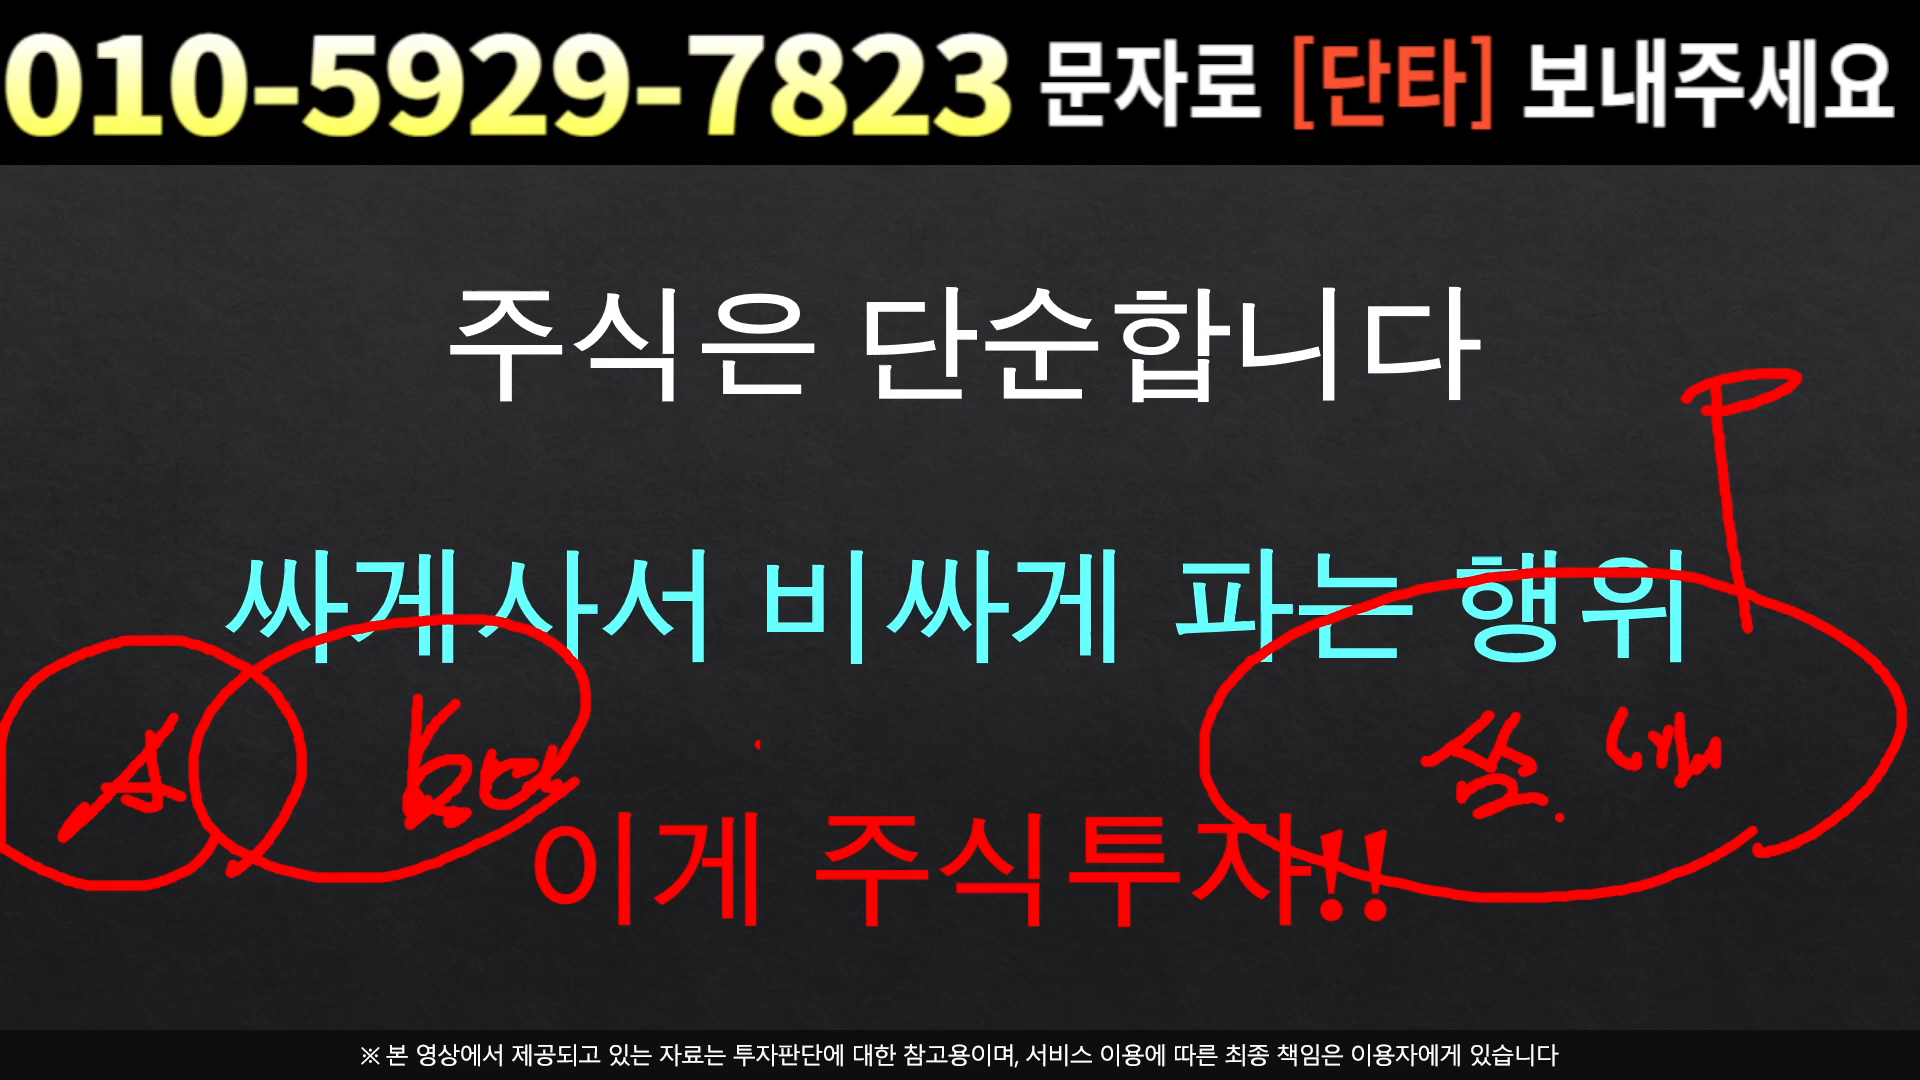 010-5929-7823 문자로 [단타] 보내주세요
주식은 단순합니다
싸게사서 비싸게 파는 행위
이게 주식투자!!
※ 본 영상에서 제공되고 있는 자료는 투자판단에 대한 참고용이며, 서비스 이용에 따른 최종 책임은 이용자에게 있습니다